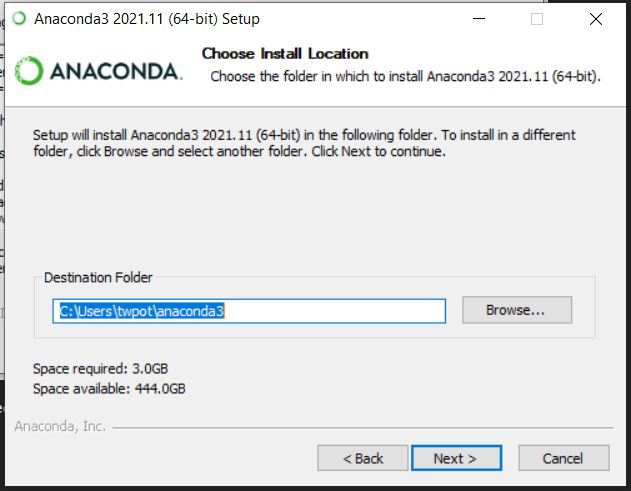 Anaconda3 2021.11 (64-bit) Setup
ANACONDA.
Choose Install Location
Choose the folder in which to install Anaconda3 2021.11 (64-bit).
Setup will install Anaconda3 2021.11 (64-bit) in the following folder. To install in a different
folder, click Browse and select another folder. Click Next to continue.
Destination Folder
C:\Users\twpot\anaconda3
Browse...
Space required: 3.0GB
Space available: 444.0GB
Anaconda, Inc.
< Back
Next >
Cancel